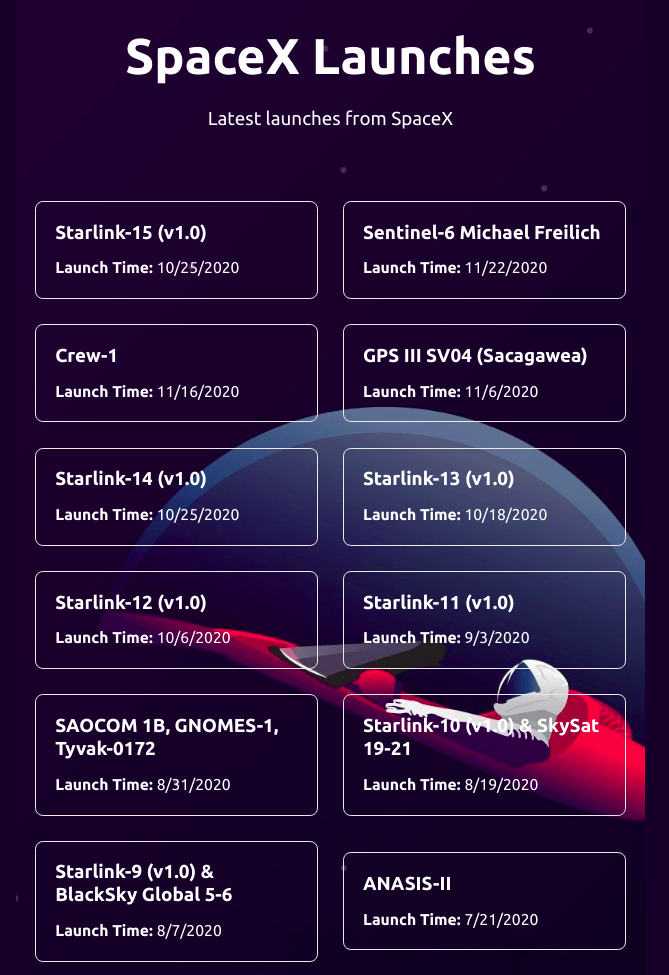 SpaceX Launches
Latest launches from SpaceX
Starlink-15 (v1.0)
Launch Time: 10/25/2020
Sentinel-6 Michael Freilich
Launch Time: 11/22/2020
Crew-1
Launch Time: 11/16/2020
GPS III SV04 (Sacagawea)
Launch Time: 11/6/2020
Starlink-14 (v1.0)
Launch Time: 10/25/2020
Starlink-13 (v1.0)
Launch Time: 10/18/2020
Starlink-12 (v1.0)
Launch Time: 10/6/2020
Starlink-11 (v1.0)
Launch Time: 9/3/2020
SAOCOM 1B, GNOMES-1,
Tyvak-0172
Launch Time: 8/31/2020
Starlink-10 (v1.0) & SkySat
19-21
Launch Time: 8/19/2020
Starlink-9 (v1.0) &
BlackSky Global 5-6
Launch Time: 8/7/2020
ANASIS-II
Launch Time: 7/21/2020